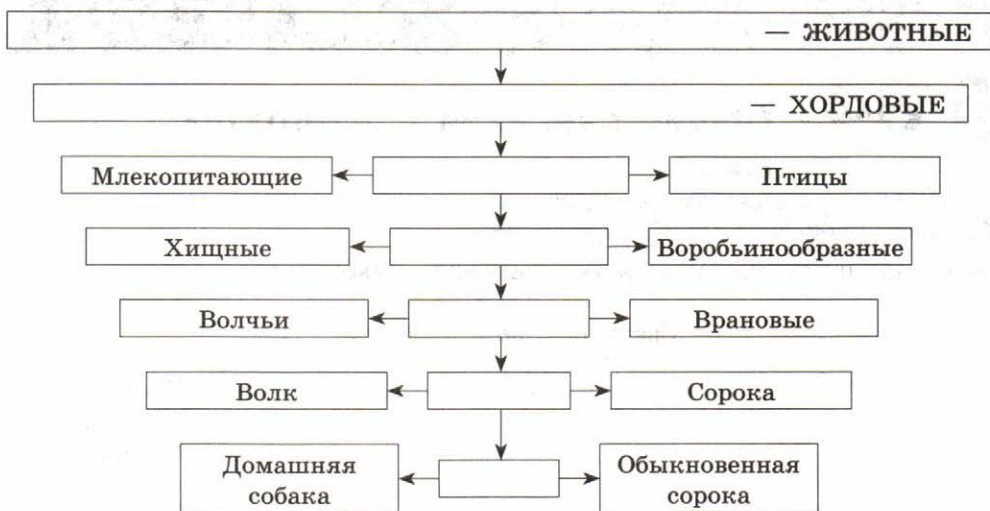 — ЖИВОТНЫЕ
— ХОРДОВЫЕ
Млекопитающие
Птицы
Хищные
Воробьинообразные
Волчьи
Врановые
Волк
Сорока
Домашняя
собака
Обыкновенная
сорока